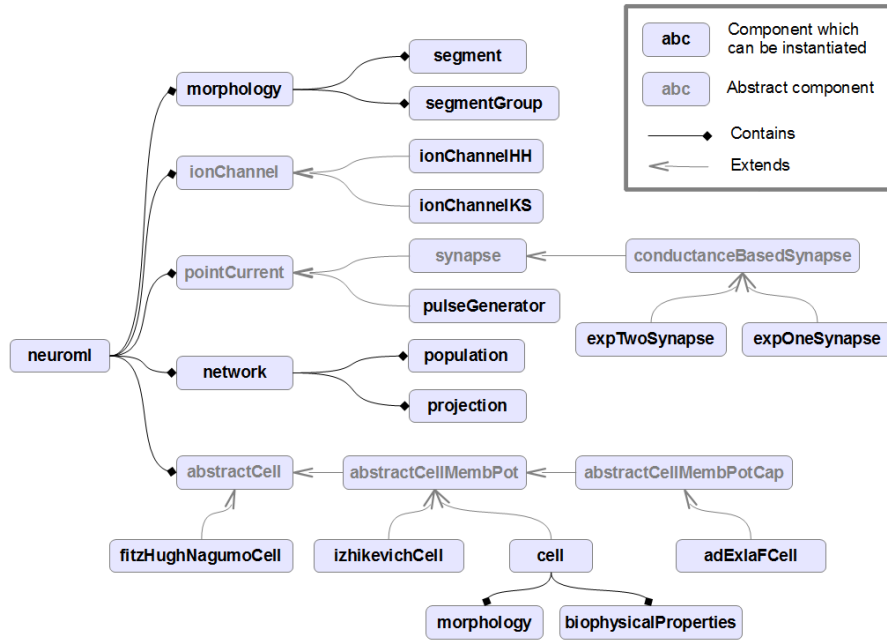 abc
Component which
can be instantiated
abc
Abstract component
Contains
Extends
segment
morphology
segmentGroup
ionChannelHH
ionChannel
ionChannelKS
synapse
conductanceBasedSynapse
pointCurrent
pulseGenerator
expTwoSynapse
expOneSynapse
neuroml
population
network
projection
abstractCell
abstractCellMembPot
abstractCellMembPotCap
fitzHughNagumoCell
izhikevichCell
cell
adExIaFCell
morphology
biophysicalProperties